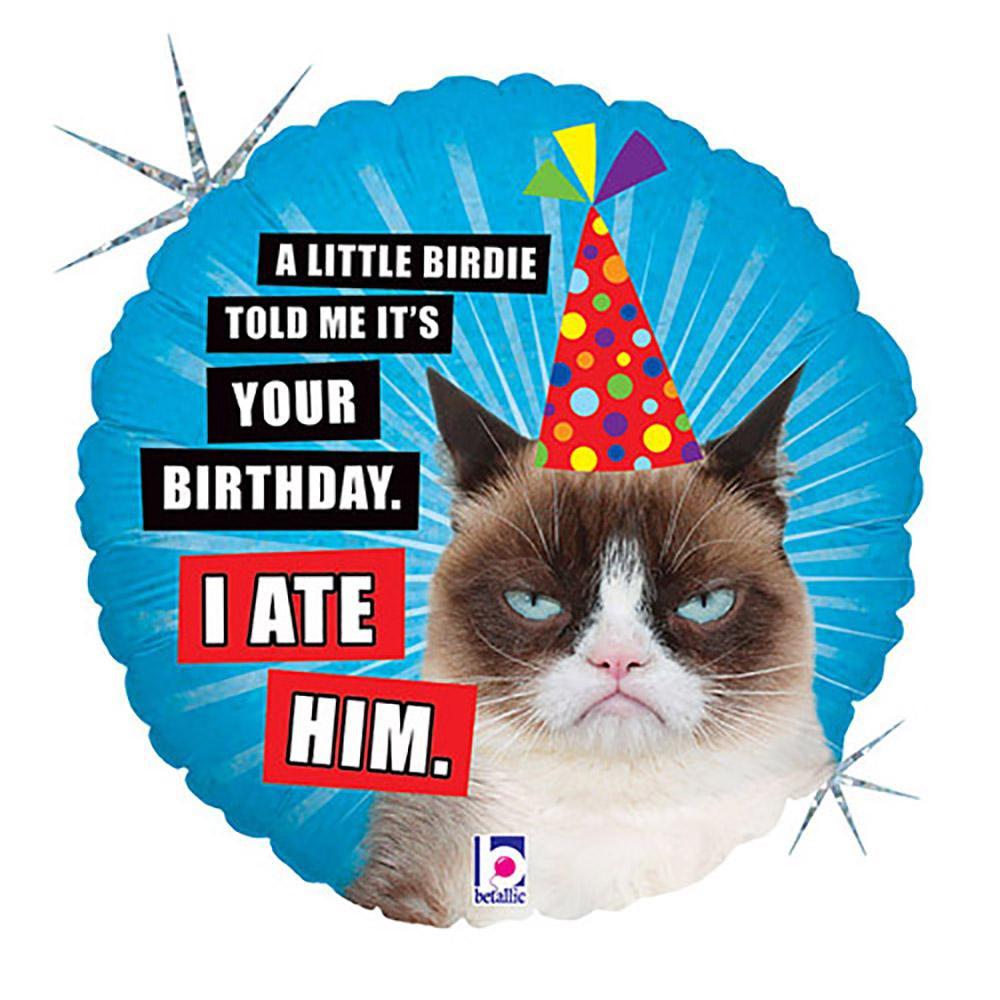 A LITTLE BIRDIE
TOLD ME IT'S
YOUR
BIRTHDAY.
I ATE
HIM.
b
betallic